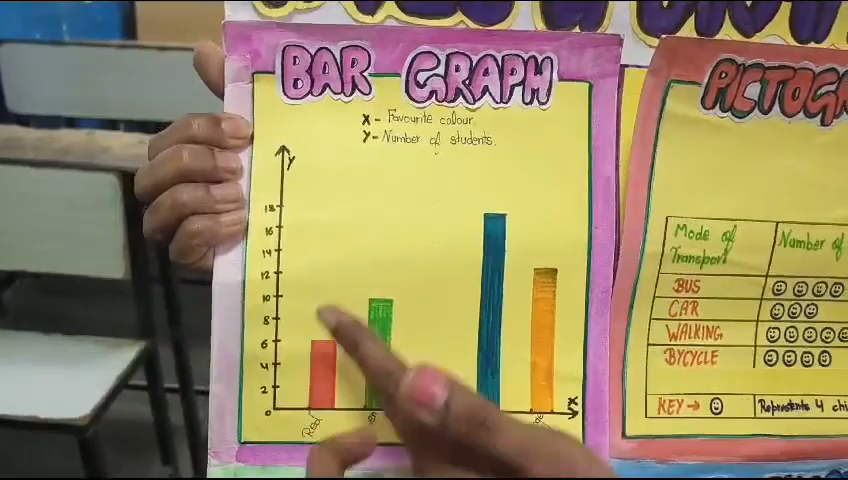 BAR GRAPH
X - Favourite colour
Y - Number of students.
Y
18
16
14
12
10
8
6
4
2
0
X
Red
PICTOGR
Mode of Transport
Number of
BUS
CAR
WALKING
BYCYCLE
KEY →
Represents 4 chi